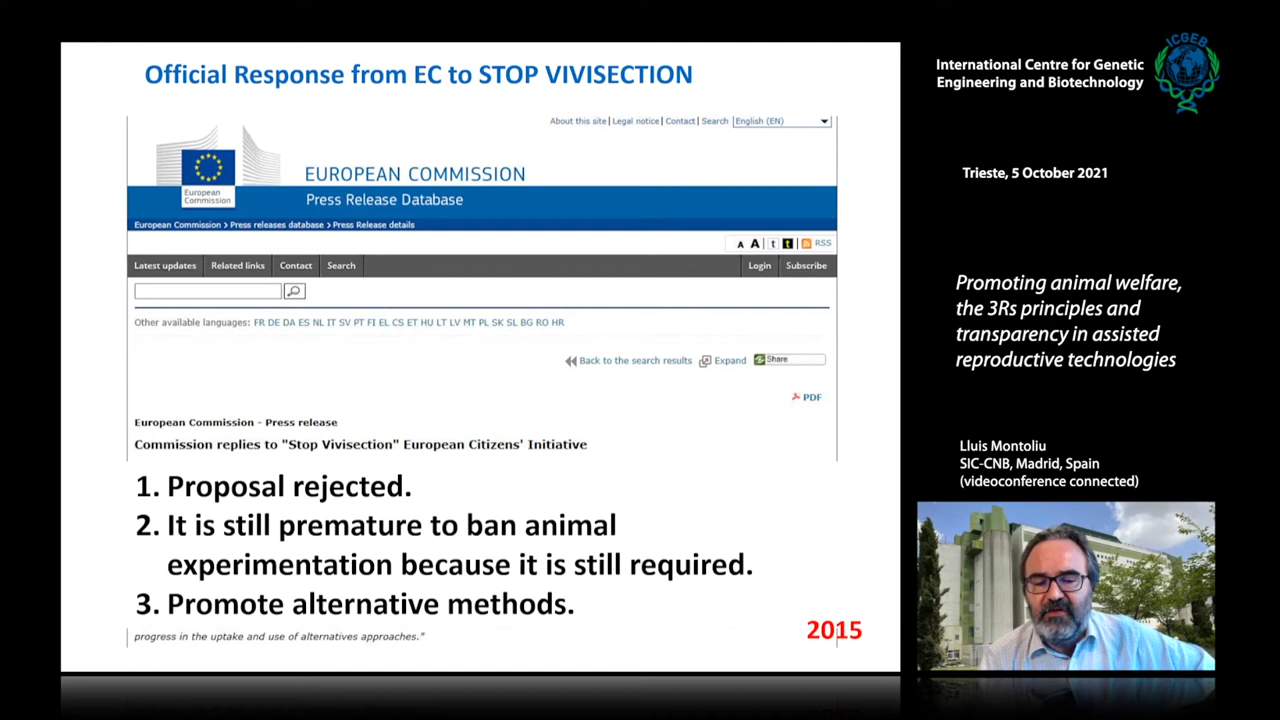 Official Response from EC to STOP VIVISECTION
About this site | Legal notice | Contact | Search English (EN)
European
Commission
EUROPEAN COMMISSION
Press Release Database
European Commission > Press releases database > Press Release details
A A t t RSS
Latest updates Related links Contact Search Login Subscribe
Other available languages: FR DE DA ES NL IT SV PT FI EL CS ET HU LT LV MT PL SK SL BG RO HR
Back to the search results Expand Share
PDF
European Commission - Press release
Commission replies to "Stop Vivisection" European Citizens' Initiative
1. Proposal rejected.
2. It is still premature to ban animal
experimentation because it is still required.
3. Promote alternative methods.
progress in the uptake and use of alternatives approaches."
2015
International Centre for Genetic
Engineering and Biotechnology
ICGEB
Trieste, 5 October 2021
Promoting animal welfare,
the 3Rs principles and
transparency in assisted
reproductive technologies
Lluis Montoliu
SIC-CNB, Madrid, Spain
(videoconference connected)